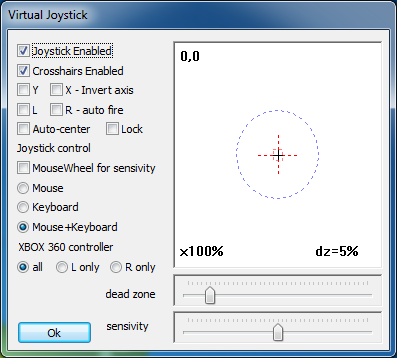 Virtual Joystick
Joystick Enabled
Crosshairs Enabled
Y X - Invert axis
L R - auto fire
Auto-center Lock
Joystick control
MouseWheel for sensivity
Mouse
Keyboard
Mouse+Keyboard
XBOX 360 controller
all L only R only
0,0
x100% dz=5%
dead zone
sensivity
Ok